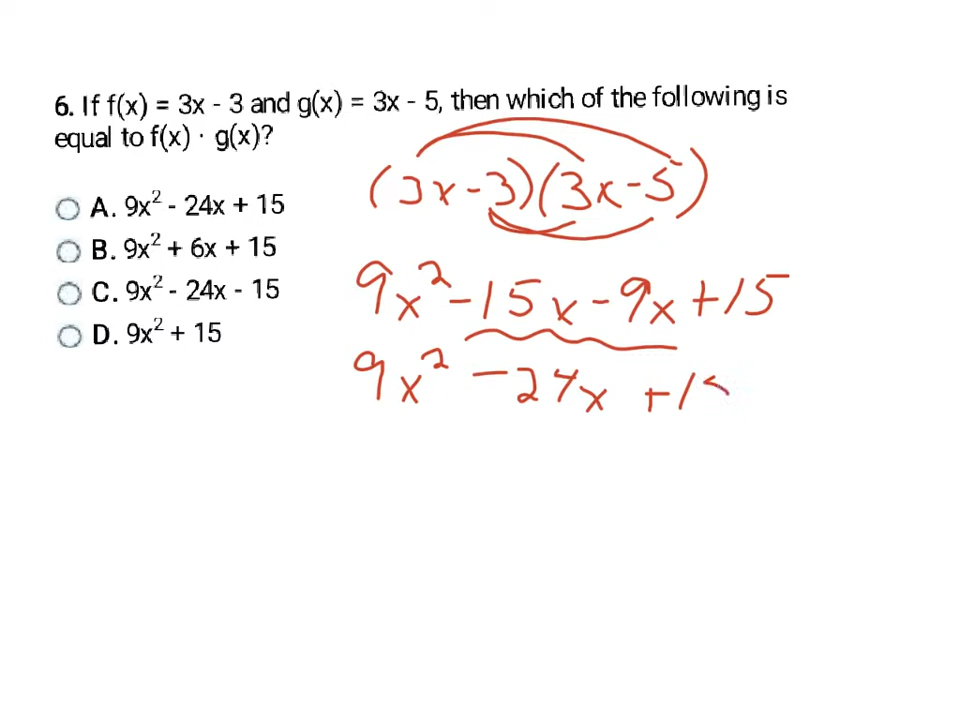 6. If f(x) = 3x - 3 and g(x) = 3x - 5, then which of the following is
equal to f(x) · g(x)?
(3x-3)(3x-5)
A. 9x² - 24x + 15
B. 9x² + 6x + 15
C. 9x² - 24x - 15
D. 9x² + 15
9x²-15x-9x+15
9x² -24x +1